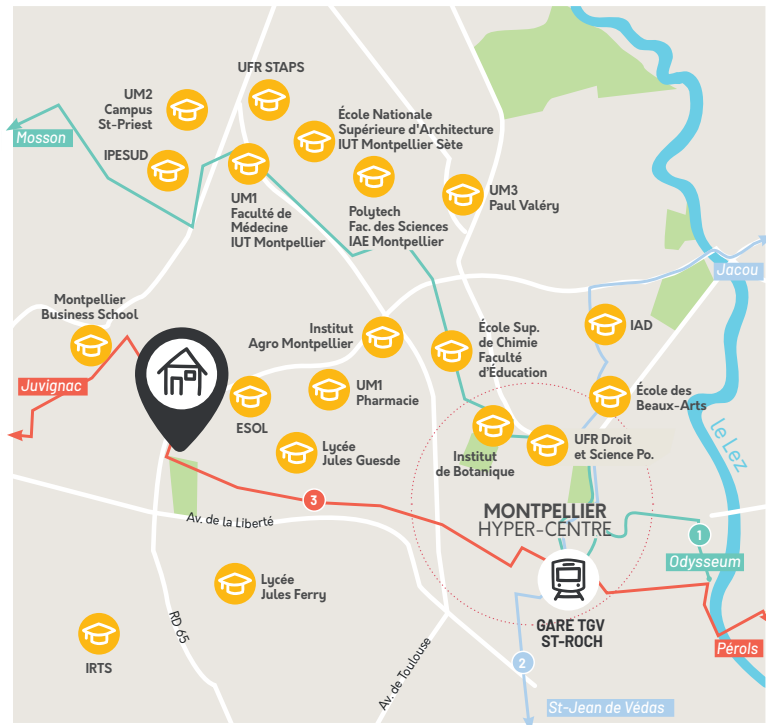 UFR STAPS
UM2
Campus
St-Priest
École Nationale
Supérieure d'Architecture
IUT Montpellier Sète
Mosson
IPESUD
UM1
Faculté de
Médecine
IUT Montpellier
Polytech
Fac. des Sciences
IAE Montpellier
UM3
Paul Valéry
Jacou
Montpellier
Business School
Institut
Agro Montpellier
École Sup.
de Chimie
Faculté
d'Éducation
IAD
Juvignac
UM1
Pharmacie
École des
Beaux-Arts
ESOL
Lycée
Jules Guesde
Institut
de Botanique
UFR Droit
et Science Po.
le Lez
3
Av. de la Liberté
MONTPELLIER
HYPER-CENTRE
1
Odysseum
Lycée
Jules Ferry
RD 65
IRTS
Av. de Toulouse
GARE TGV
ST-ROCH
Pérols
2
St-Jean de Védas